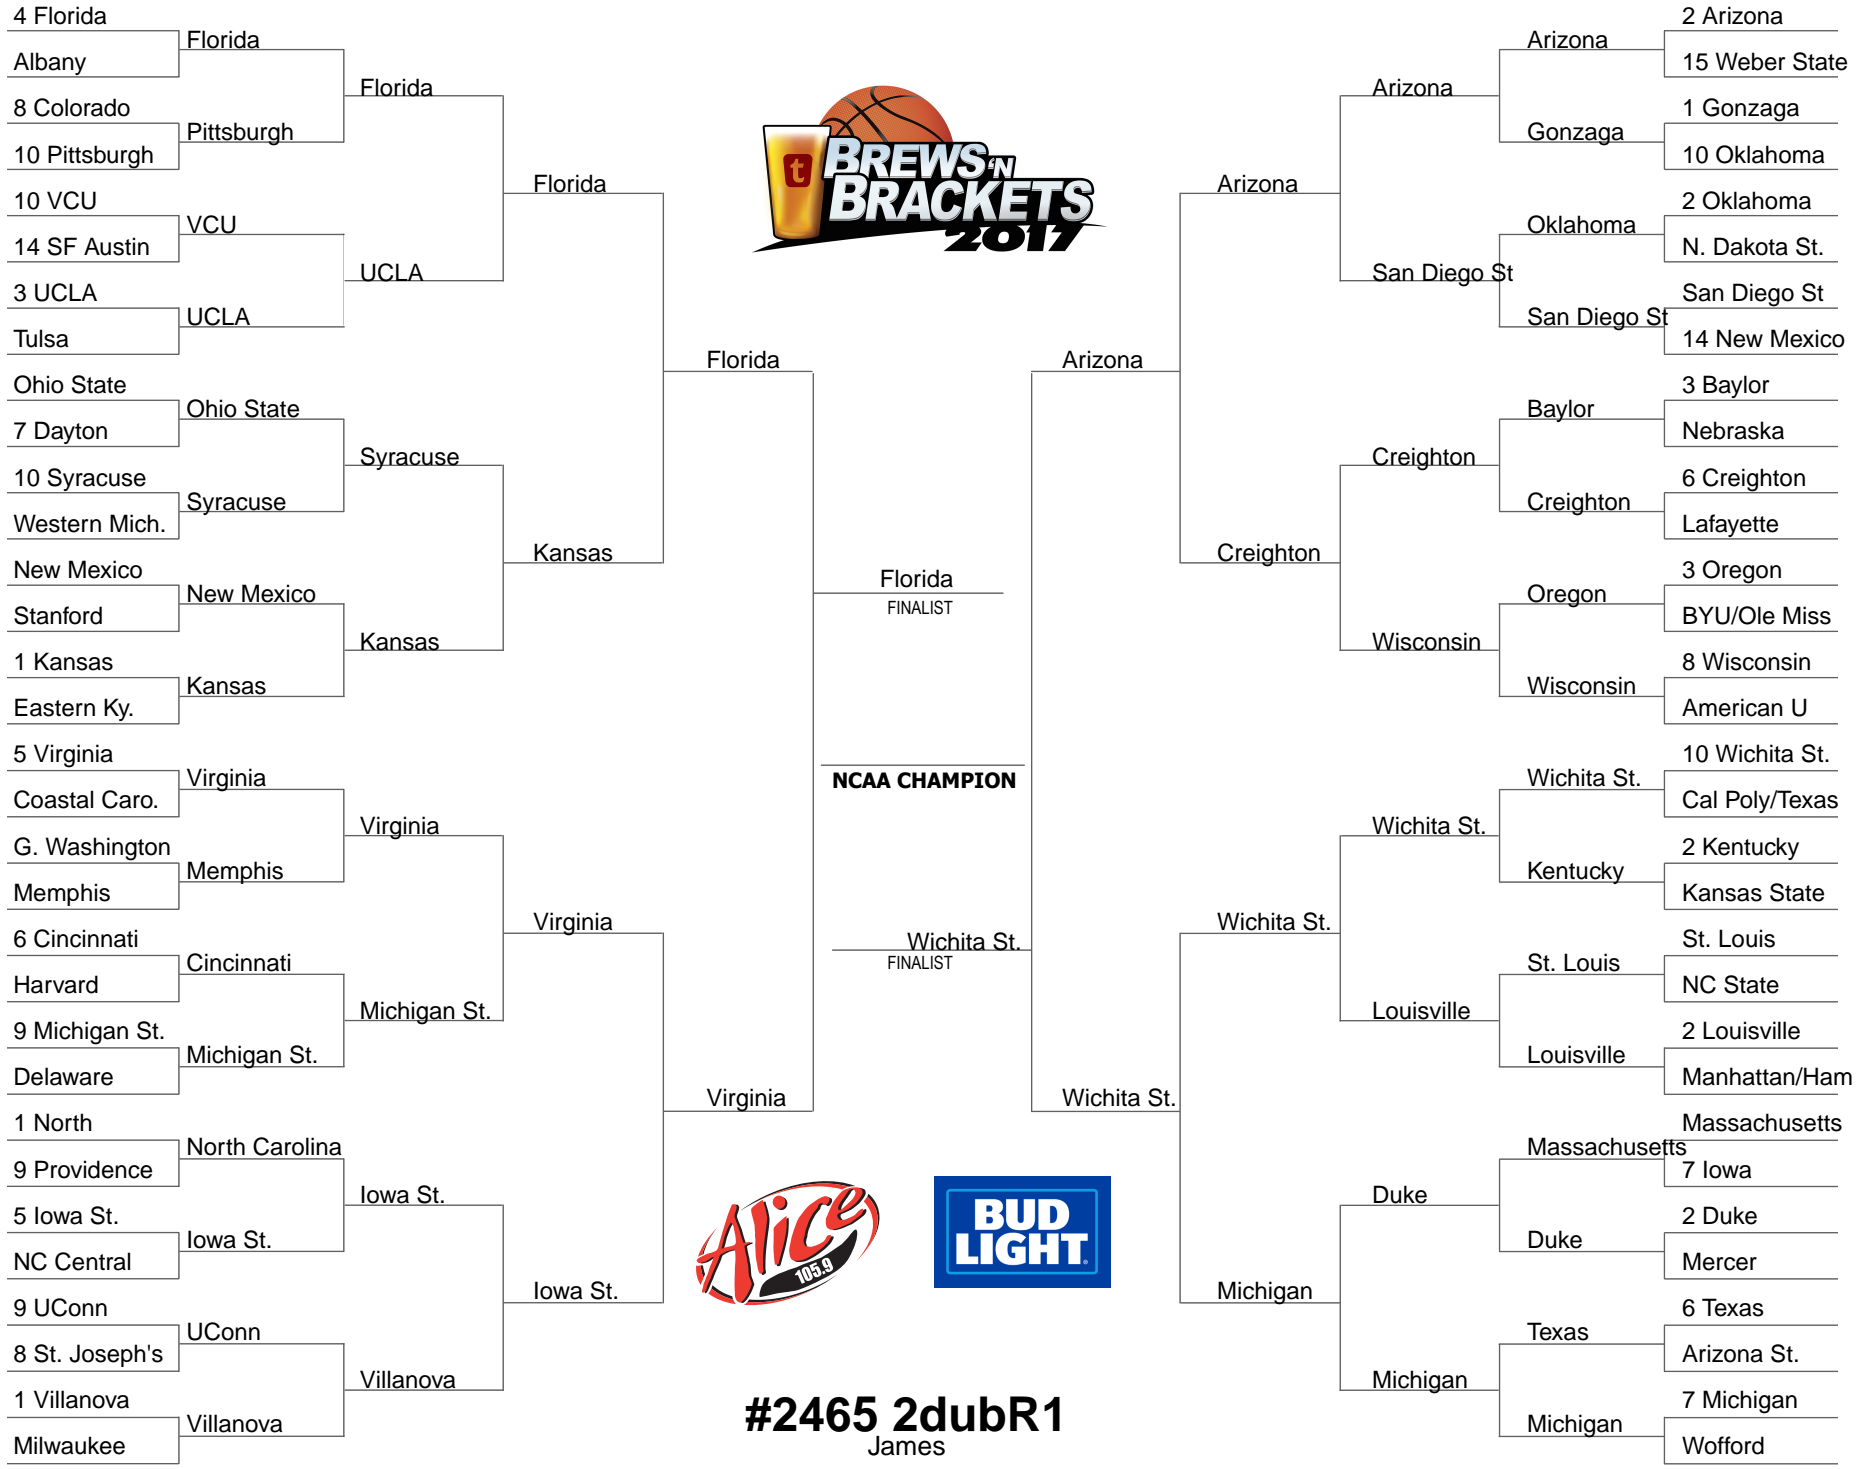 4 Florida
Albany
8 Colorado
10 Pittsburgh
10 VCU
14 SF Austin
3 UCLA
Tulsa
Ohio State
7 Dayton
10 Syracuse
Western Mich.
New Mexico
Stanford
1 Kansas
Eastern Ky.
5 Virginia
Coastal Caro.
G. Washington
Memphis
6 Cincinnati
Harvard
9 Michigan St.
Delaware
1 North
9 Providence
5 Iowa St.
NC Central
9 UConn
8 St. Joseph's
1 Villanova
Milwaukee
Florida
Pittsburgh
VCU
UCLA
Ohio State
Syracuse
New Mexico
Kansas
Virginia
Memphis
Cincinnati
Michigan St.
North Carolina
Iowa St.
UConn
Villanova
Florida
UCLA
Syracuse
Kansas
Virginia
Michigan St.
Iowa St.
Villanova
Florida
Kansas
Virginia
Iowa St.
Florida
Virginia
t
BREWS 'N
BRACKETS
2017
Florida
FINALIST
NCAA CHAMPION
Wichita St.
FINALIST
Alice
105.9
BUD
LIGHT
#2465 2dubR1
James
Arizona
Wichita St.
Arizona
Creighton
Wichita St.
Michigan
Arizona
San Diego St
Creighton
Wisconsin
Wichita St.
Louisville
Duke
Michigan
Arizona
Gonzaga
Oklahoma
San Diego St
Baylor
Creighton
Oregon
Wisconsin
Wichita St.
Kentucky
St. Louis
Louisville
Massachusetts
Duke
Texas
Michigan
2 Arizona
15 Weber State
1 Gonzaga
10 Oklahoma
2 Oklahoma
N. Dakota St.
San Diego St
14 New Mexico
3 Baylor
Nebraska
6 Creighton
Lafayette
3 Oregon
BYU/Ole Miss
8 Wisconsin
American U
10 Wichita St.
Cal Poly/Texas
2 Kentucky
Kansas State
St. Louis
NC State
2 Louisville
Manhattan/Ham
Massachusetts
7 Iowa
2 Duke
Mercer
6 Texas
Arizona St.
7 Michigan
Wofford